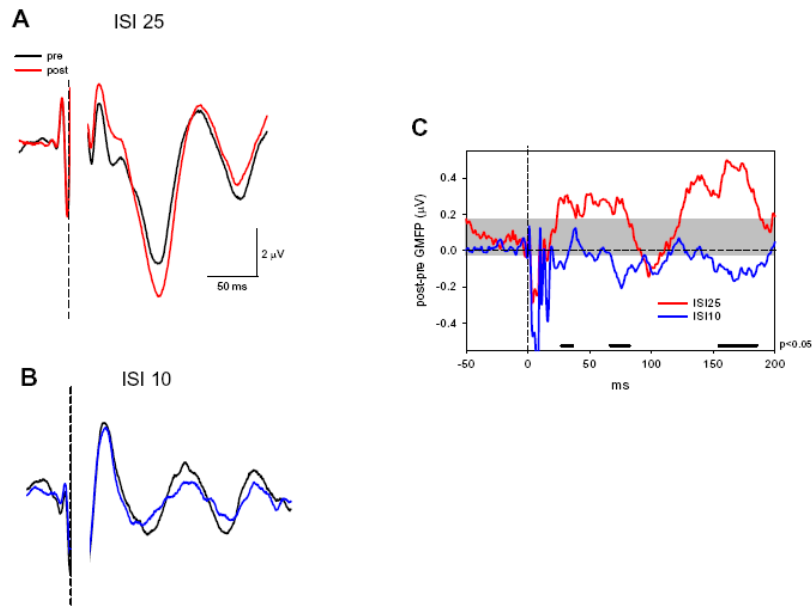 A
ISI 25
pre
post
2 μV
50 ms
B
ISI 10
C
post-pre GMFP (μV)
0.4
0.2
0.0
-0.2
-0.4
ISI25
ISI10
p<0.05
-50
0
50
100
150
200
ms